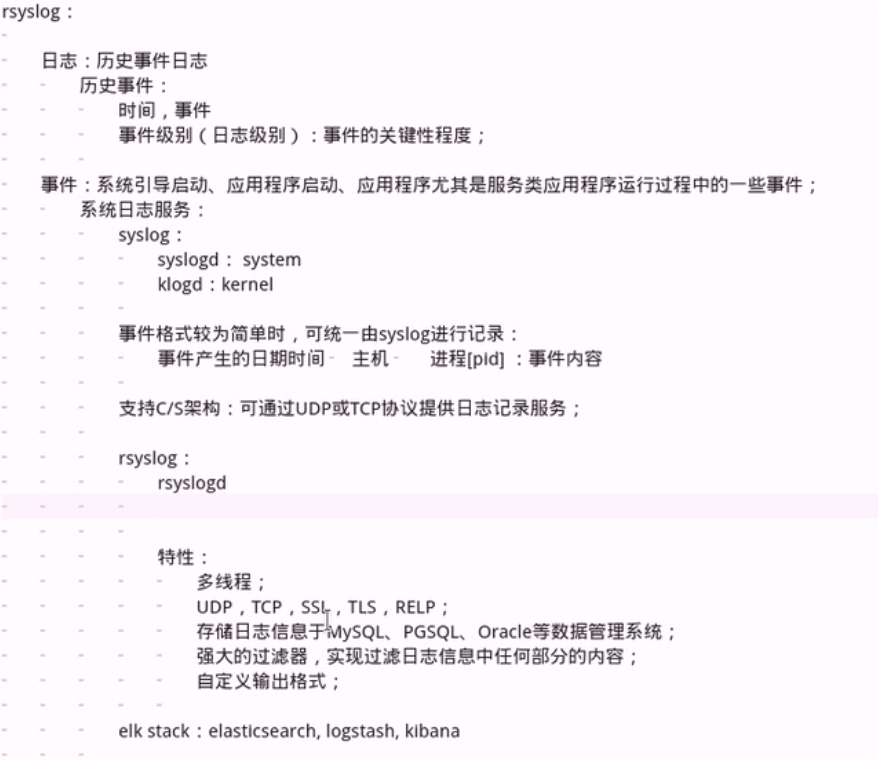 rsyslog：
日志：历史事件日志
历史事件：
时间，事件
事件级别（日志级别）：事件的关键性程度；
事件：系统引导启动、应用程序启动、应用程序尤其是服务类应用程序运行过程中的一些事件；
系统日志服务：
syslog：
syslogd： system
klogd：kernel
事件格式较为简单时，可统一由syslog进行记录：
事件产生的日期时间 主机 进程[pid] ：事件内容
支持C/S架构：可通过UDP或TCP协议提供日志记录服务；
rsyslog：
rsyslogd
特性：
多线程；
UDP，TCP，SSL，TLS，RELP；
存储日志信息于MySQL、PGSQL、Oracle等数据管理系统；
强大的过滤器，实现过滤日志信息中任何部分的内容；
自定义输出格式；
elk stack：elasticsearch, logstash, kibana